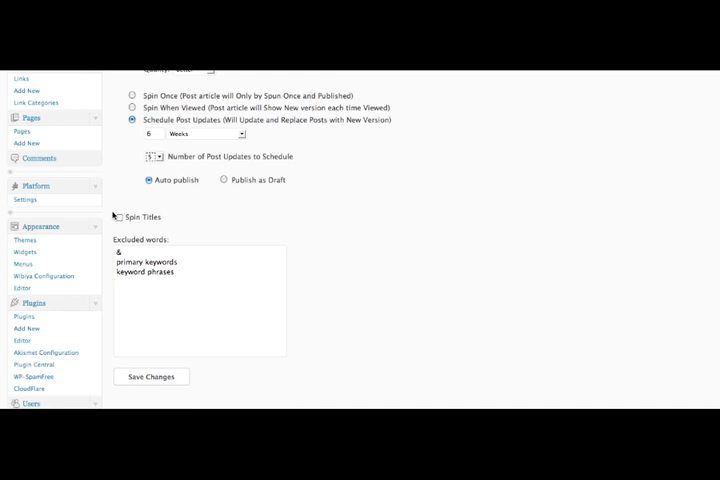 Links
Add New
Link Categories
Pages
Pages
Add New
Comments
Platform
Settings
Appearance
Themes
Widgets
Menus
Wibiya Configuration
Editor
Plugins
Plugins
Add New
Editor
Akismet Configuration
Plugin Central
WP-SpamFree
CloudFlare
Users
Spin Once (Post article will Only by Spun Once and Published)
Spin When Viewed (Post article will Show New version each time Viewed)
Schedule Post Updates (Will Update and Replace Posts with New Version)
6 Weeks
5 Number of Post Updates to Schedule
Auto publish Publish as Draft
Spin Titles
Excluded words:
&
primary keywords
keyword phrases
Save Changes